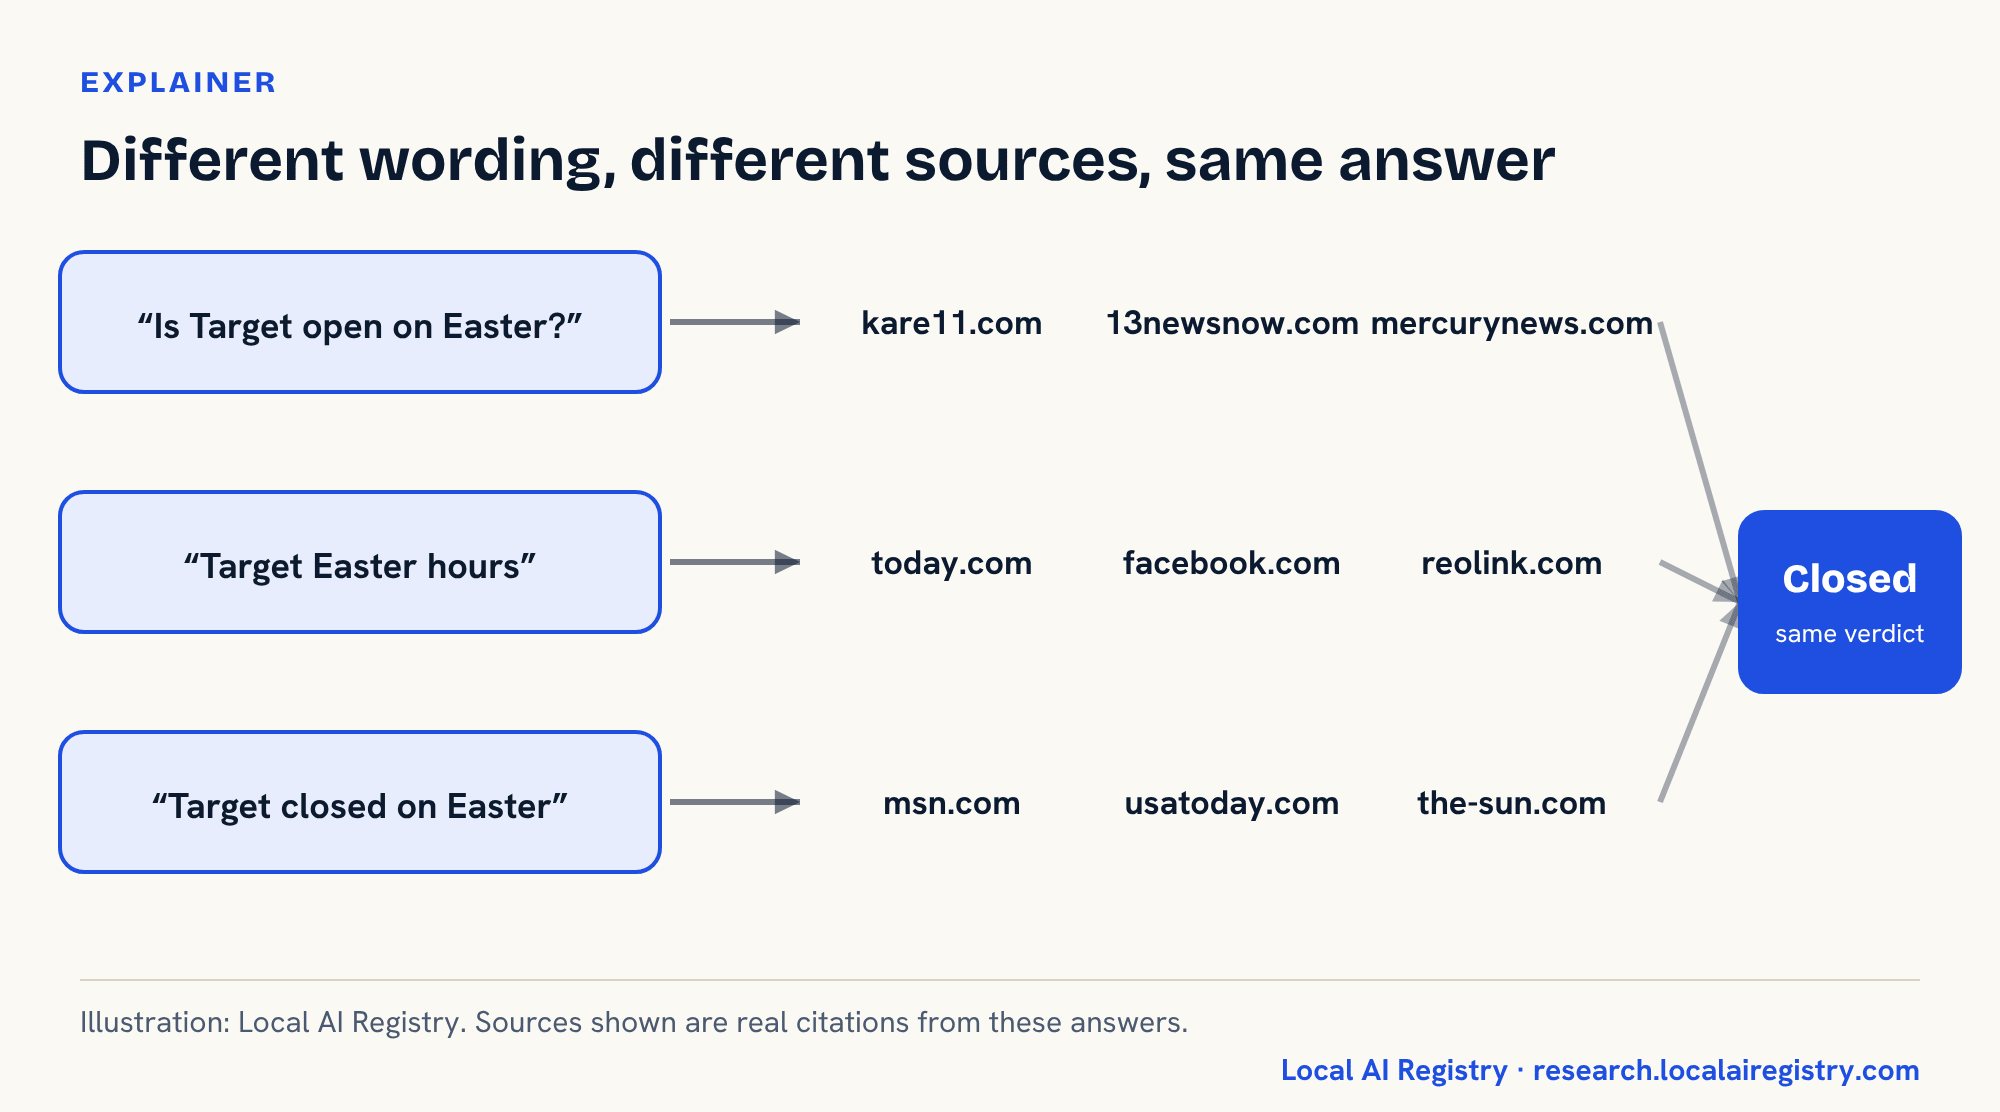 EXPLAINER
Different wording, different sources, same answer
“Is Target open on Easter?” kare11.com 13newsnow.com mercurynews.com
“Target Easter hours” today.com facebook.com reolink.com
Closed
same verdict
“Target closed on Easter” msn.com usatoday.com the-sun.com
Illustration: Local AI Registry. Sources shown are real citations from these answers.
Local AI Registry · research.localairegistry.com